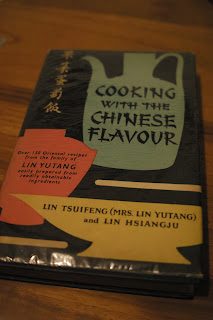 COOKING
WITH THE
CHINESE
FLAVOUR
Over 150 Oriental recipes
from the family of
LIN YUTANG
easily prepared from
readily obtainable
ingredients
LIN TSUIFENG (MRS. LIN YUTANG)
and LIN HSIANGJU